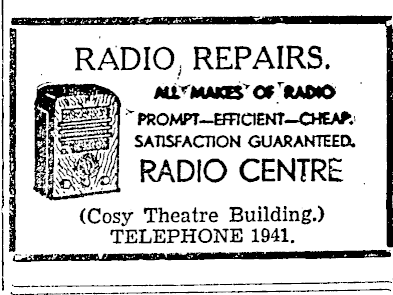 RADIO REPAIRS.
ALL MAKES OF RADIO
PROMPT—EFFICIENT—CHEAP.
SATISFACTION GUARANTEED.
RADIO CENTRE
(Cosy Theatre Building.)
TELEPHONE 1941.